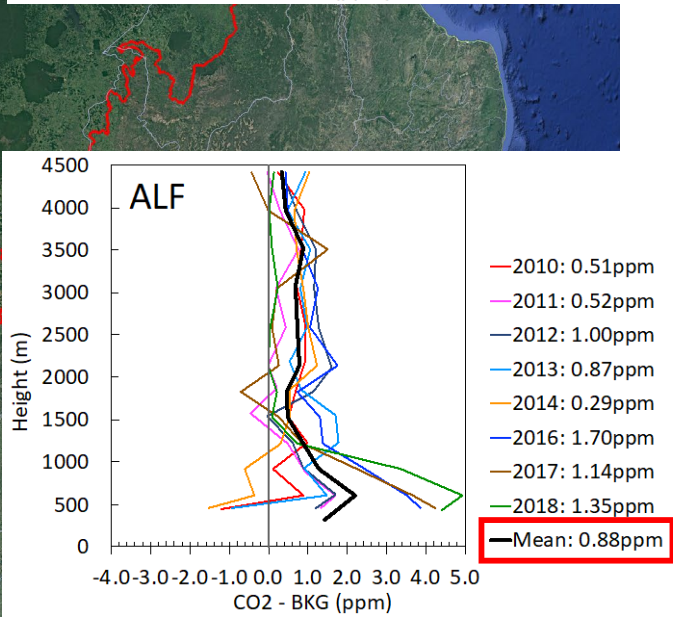 4500
4000
3500
3000
2500
2000
1500
1000
500
0
Height (m)
ALF
-4.0 -3.0 -2.0 -1.0 0.0 1.0 2.0 3.0 4.0 5.0
CO2 - BKG (ppm)
2010: 0.51ppm
2011: 0.52ppm
2012: 1.00ppm
2013: 0.87ppm
2014: 0.29ppm
2016: 1.70ppm
2017: 1.14ppm
2018: 1.35ppm
Mean: 0.88ppm